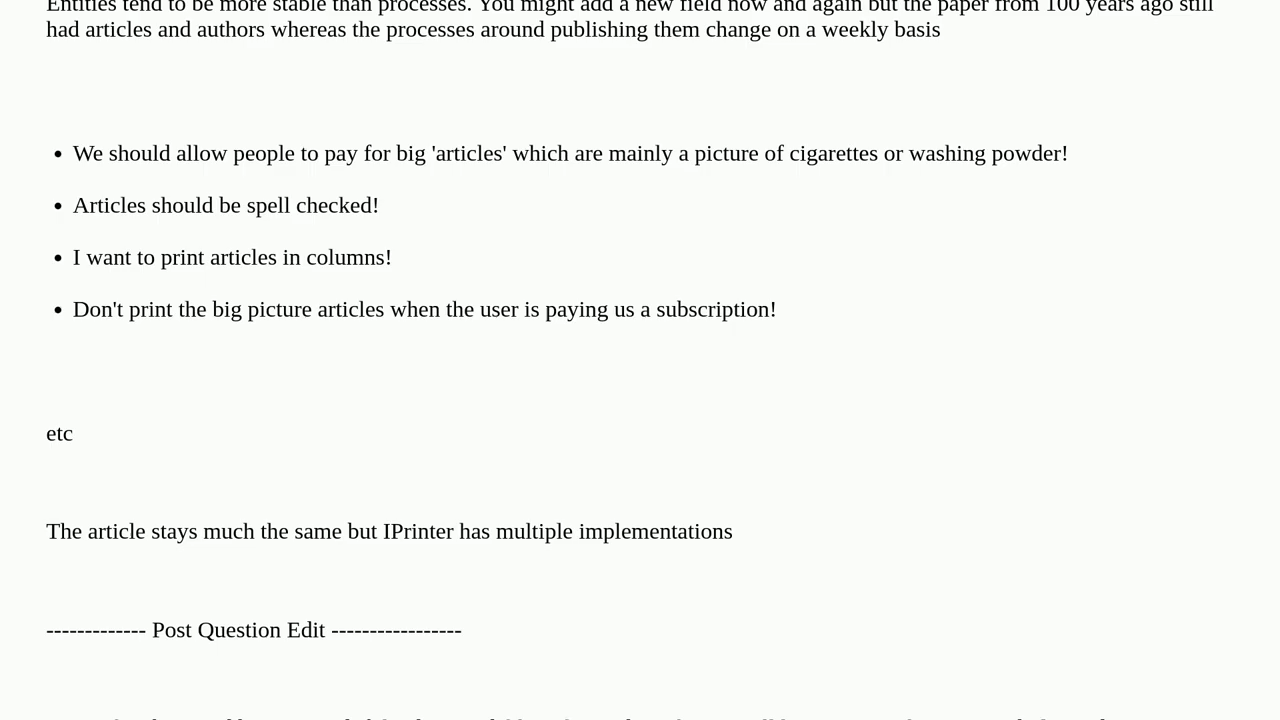 Entities tend to be more stable than processes. You might add a new field now and again but the paper from 100 years ago still
had articles and authors whereas the processes around publishing them change on a weekly basis
• We should allow people to pay for big 'articles' which are mainly a picture of cigarettes or washing powder!
• Articles should be spell checked!
• I want to print articles in columns!
• Don't print the big picture articles when the user is paying us a subscription!
etc
The article stays much the same but IPrinter has multiple implementations
------------- Post Question Edit -----------------